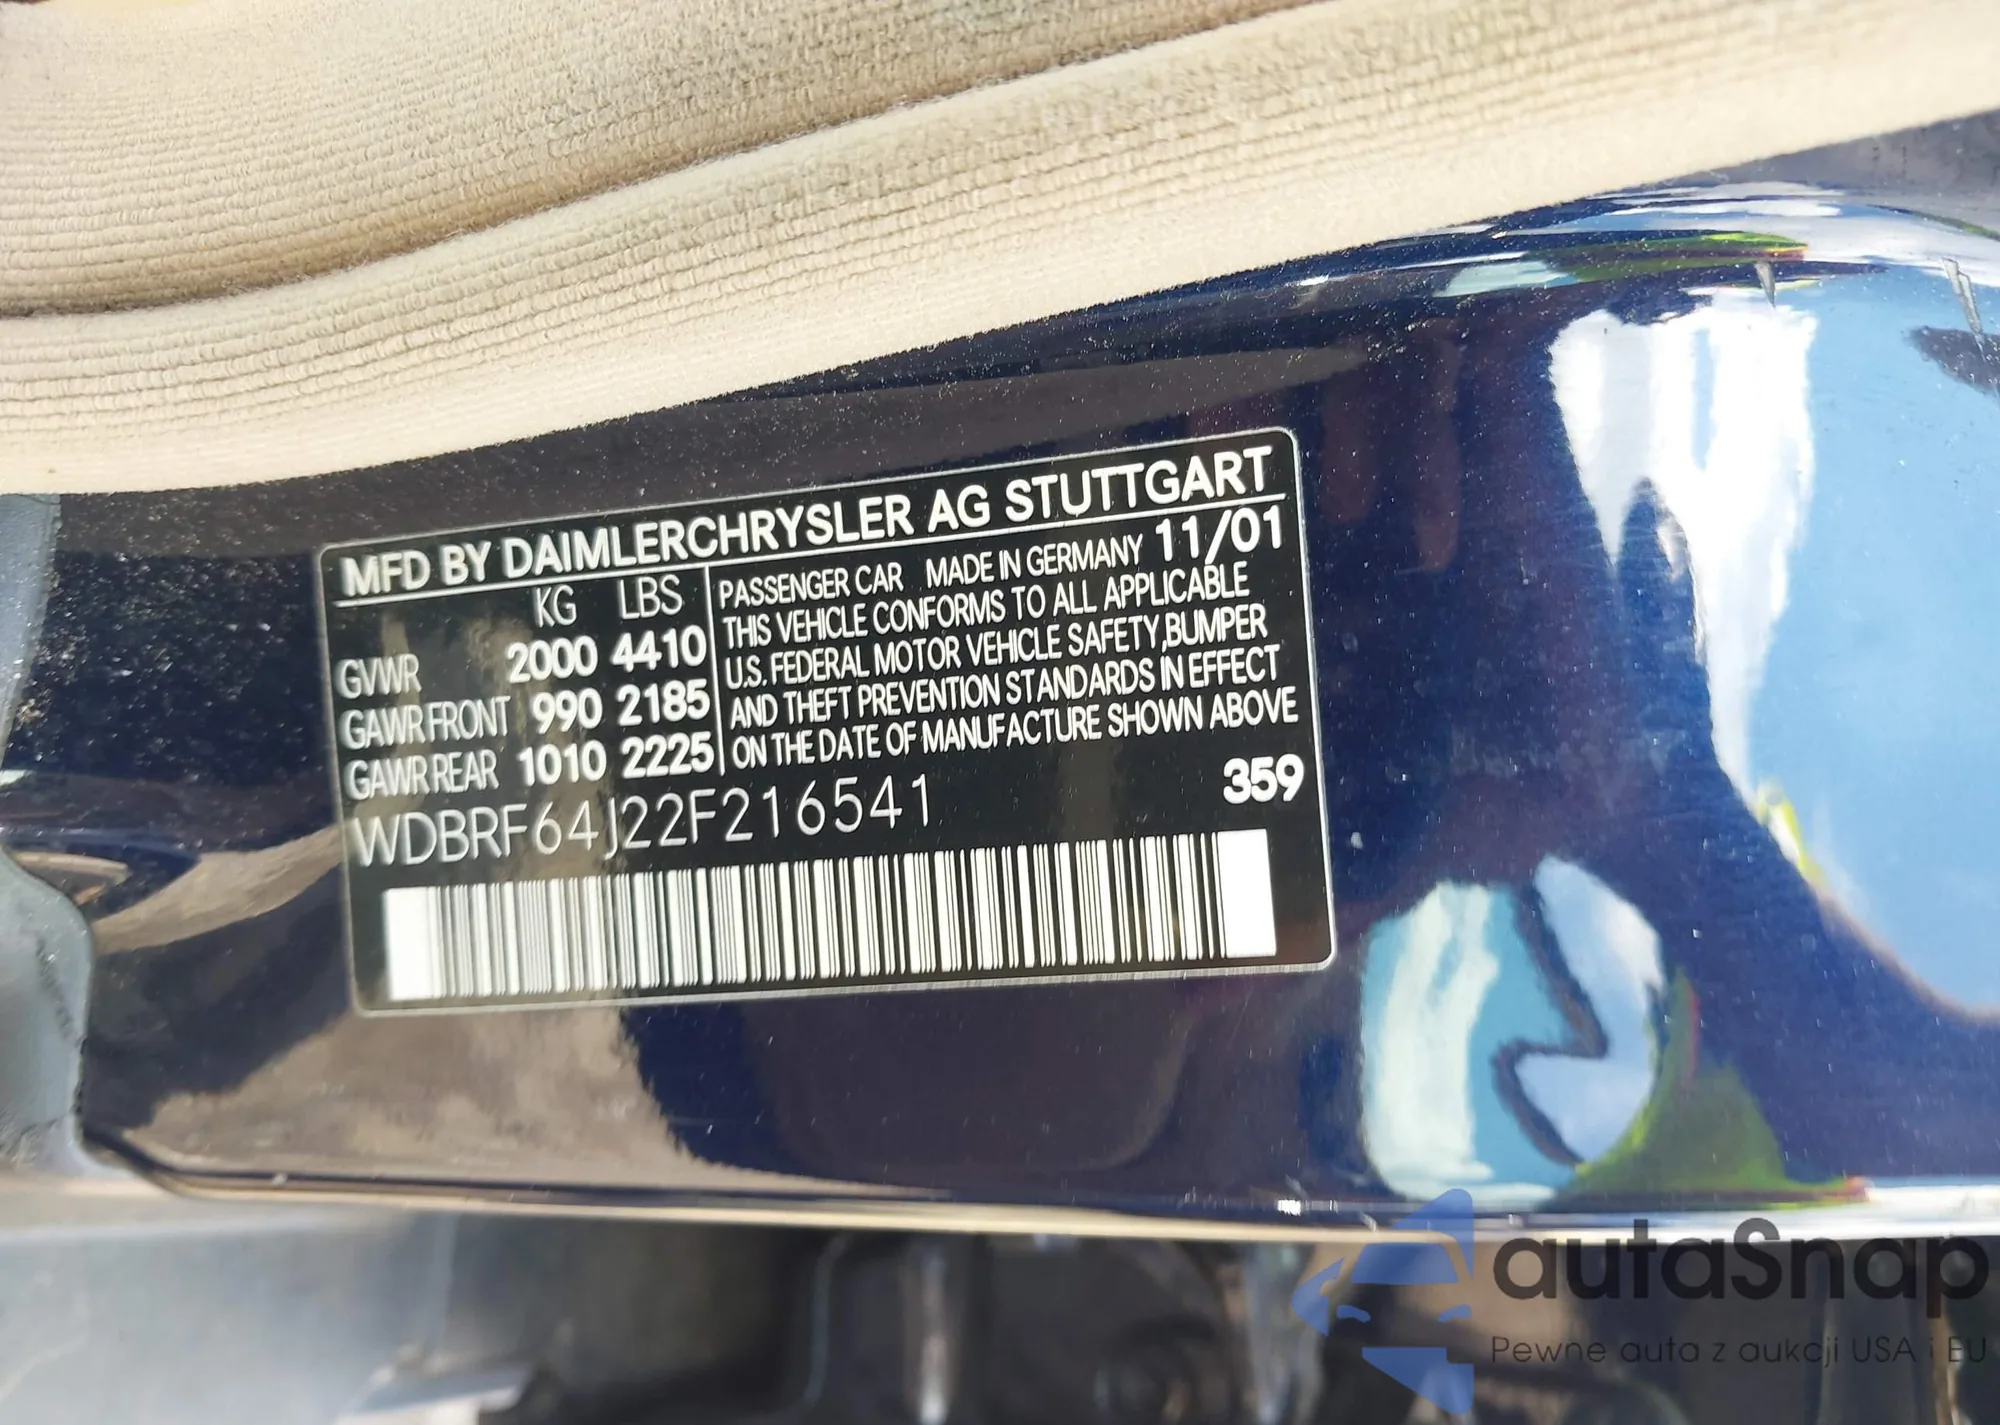 MFD BY DAIMLERCHRYSLER AG STUTTGART
KG LBS
GVWR 2000 4410
GAWR FRONT 990 2185
GAWR REAR 1010 2225
PASSENGER CAR MADE IN GERMANY 11/01
THIS VEHICLE CONFORMS TO ALL APPLICABLE
U.S. FEDERAL MOTOR VEHICLE SAFETY,BUMPER
AND THEFT PREVENTION STANDARDS IN EFFECT
ON THE DATE OF MANUFACTURE SHOWN ABOVE
359
WDBRF64J22F216541
autaSnap
Pewne auta z aukcji USA i EU